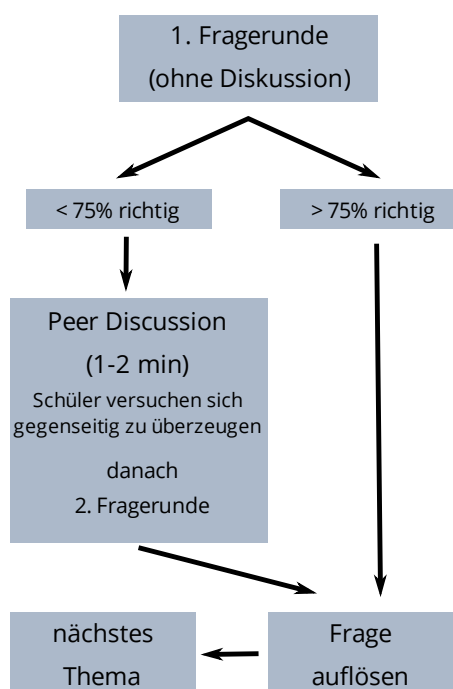 1. Fragerunde
(ohne Diskussion)
< 75% richtig
> 75% richtig
Peer Discussion
(1-2 min)
Schüler versuchen sich
gegenseitig zu überzeugen
danach
2. Fragerunde
nächstes
Thema
Frage
auflösen